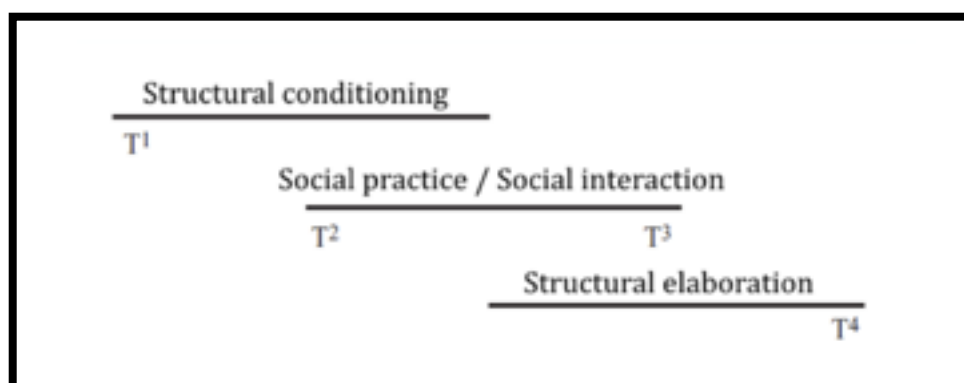 Structural conditioning
T¹
Social practice / Social interaction
T² T³
Structural elaboration
T⁴